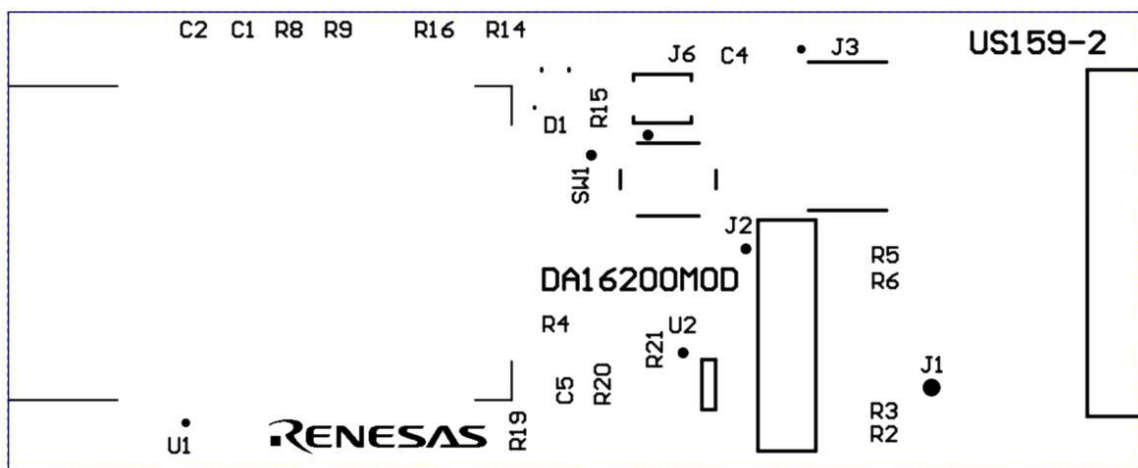 C2 C1 R8 R9 R16 R14
J6 C4 J3 US159-2
R15
D1
SW1
J2
R5
DA16200MOD R6
R4 U2
R21
J1
C5 R20
R3
R19
U1 RENESAS R2